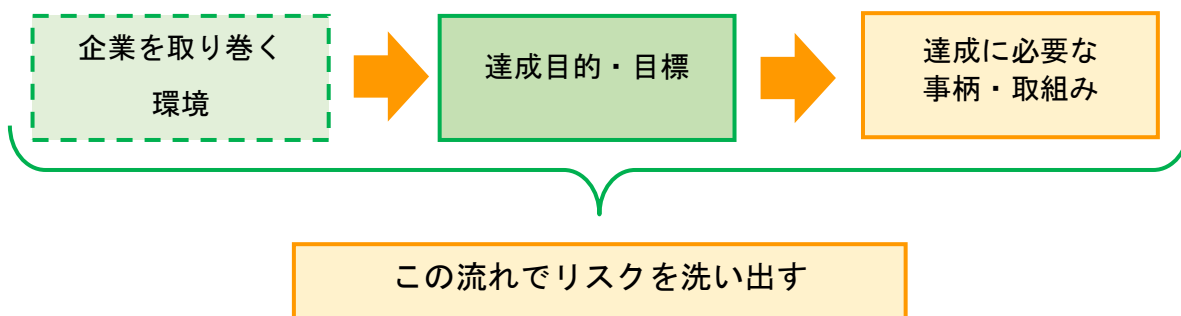 企業を取り巻く
環境
達成目的・目標
達成に必要な
事柄・取組み
この流れでリスクを洗い出す